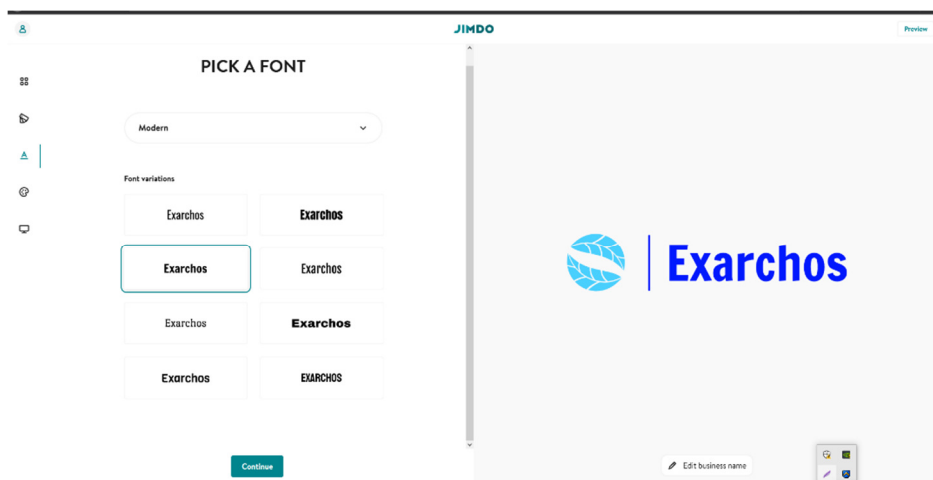 JIMDO
Preview
PICK A FONT
Modern
Font variations
Exarchos
Exarchos
Exarchos
Exarchos
Exarchos
Exarchos
Exarchos
EXARCHOS
Continue
Exarchos
Edit business name